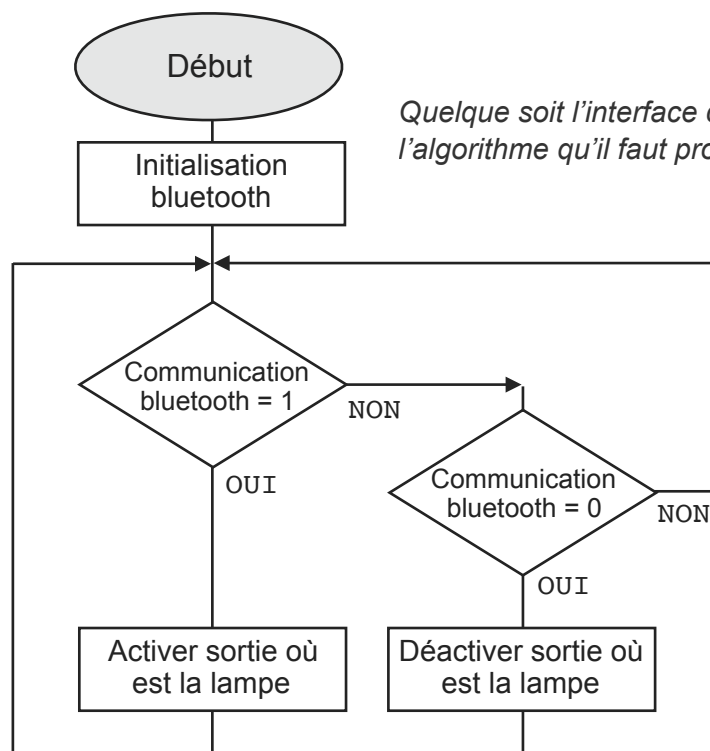 Début
Quelque soit l'interface
l'algorithme qu'il faut
Initialisation
bluetooth
Communication
bluetooth = 1
NON
OUI
Communication
bluetooth = 0
NON
OUI
Activer sortie où
est la lampe
Déactiver sortie où
est la lampe